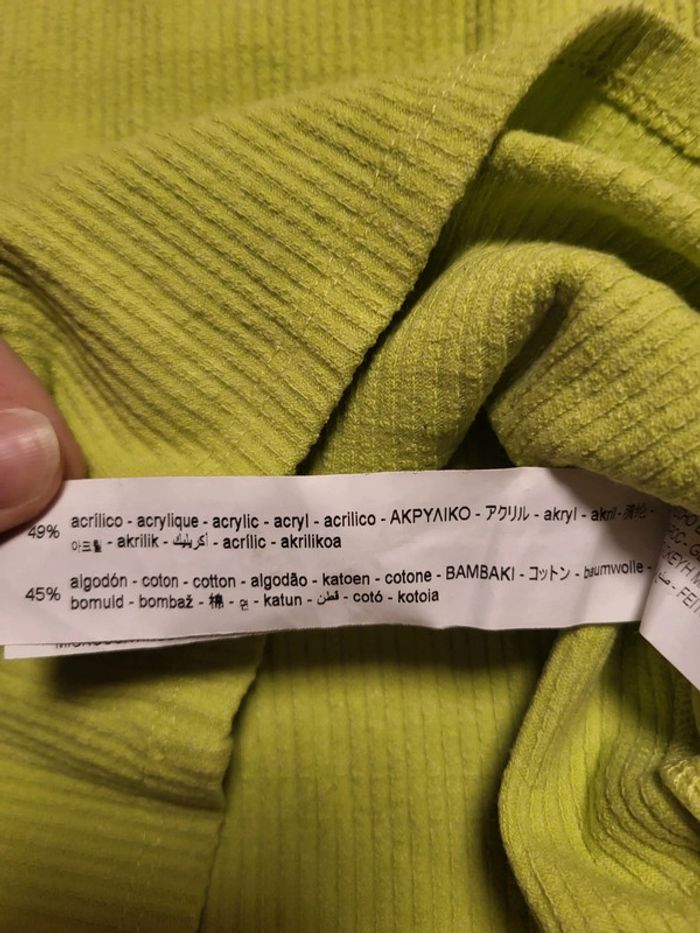 49% acrílico - acrylique - acrylic - acryl - acrilico - ΑΚΡΥΛΙΚΟ - アクリル - akryl - akril -
아크릴 - akrilik - أكريليك - acrílic - akrilikoa
45% algodón - coton - cotton - algodão - katoen - cotone - ΒΑΜΒΑΚΙ - コットン - baumwolle -
bomuld - bombaž - 棉 - 면 - katun - قطن - cotó - kotoia